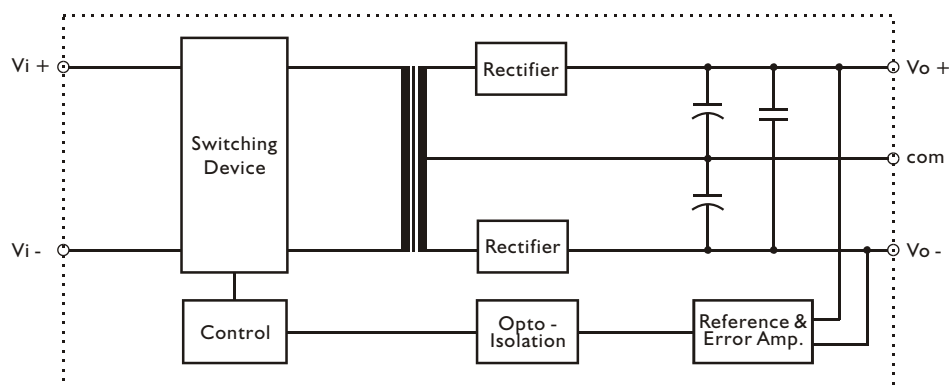 Vi +
Switching
Device
Rectifier
Vo +
com
Vi -
Rectifier
Vo -
Control
Opto -
Isolation
Reference &
Error Amp.